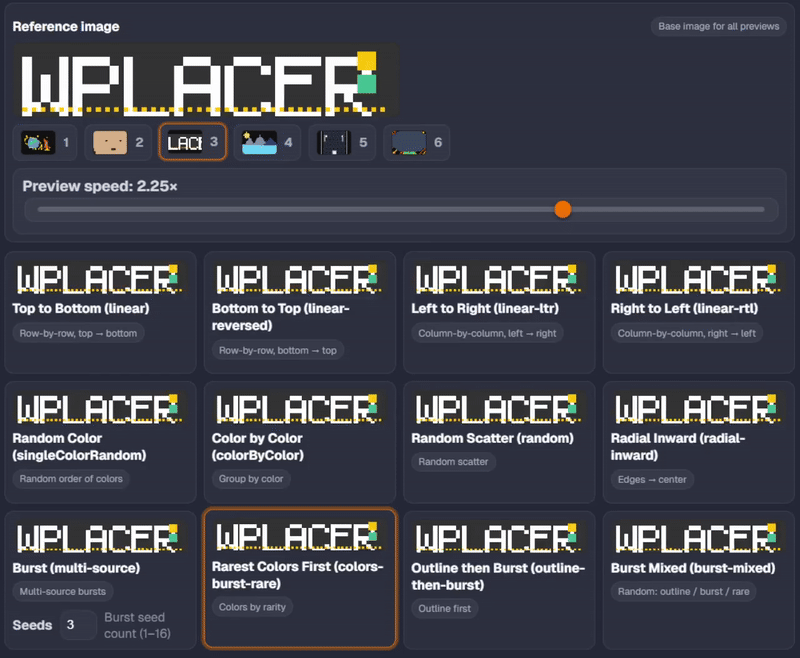 Reference image
Base image for all previews
WPLACER
1
2
LACE
3
4
5
6
Preview speed: 2.25×
WPLACER
Top to Bottom (linear)
Row-by-row, top → bottom
WPLACER
Bottom to Top (linear-
reversed)
Row-by-row, bottom → top
WPLACER
Left to Right (linear-ltr)
Column-by-column, left → right
WPLACER
Right to Left (linear-rtl)
Column-by-column, right → left
WPLACER
Random Color
(singleColorRandom)
Random order of colors
WPLACER
Color by Color
(colorByColor)
Group by color
WPLACER
Random Scatter (random)
Random scatter
WPLACER
Radial Inward (radial-
inward)
Edges → center
WPLACER
Burst (multi-source)
Multi-source bursts
Seeds
3
Burst seed
count (1–16)
WPLACER
Rarest Colors First (colors-
burst-rare)
Colors by rarity
WPLACER
Outline then Burst (outline-
then-burst)
Outline first
WPLACER
Burst Mixed (burst-mixed)
Random: outline / burst / rare